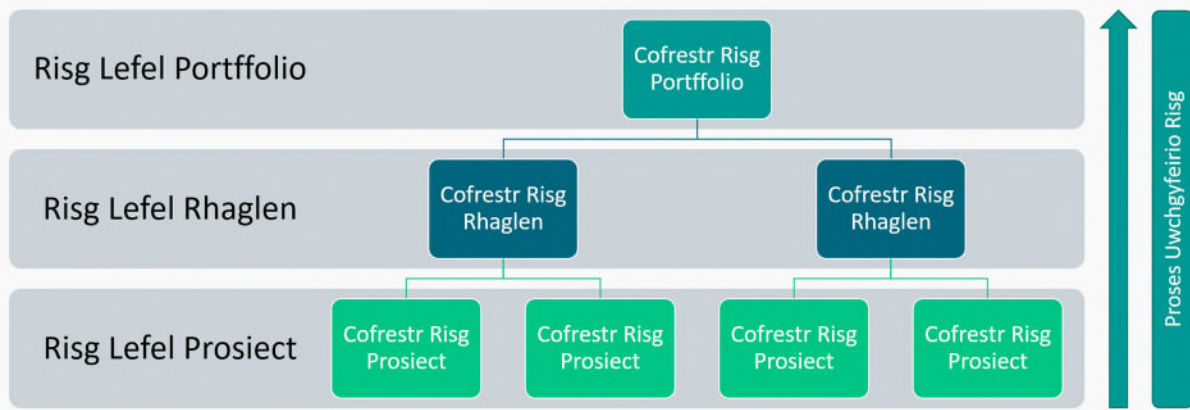 Risg Lefel Portffolio
Cofrestr Risg
Portffolio
Risg Lefel Rhaglen
Cofrestr Risg
Rhaglen
Cofrestr Risg
Rhaglen
Risg Lefel Prosiect
Cofrestr Risg
Prosiect
Cofrestr Risg
Prosiect
Cofrestr Risg
Prosiect
Cofrestr Risg
Prosiect
Proses Uwchgyfeirio Risg